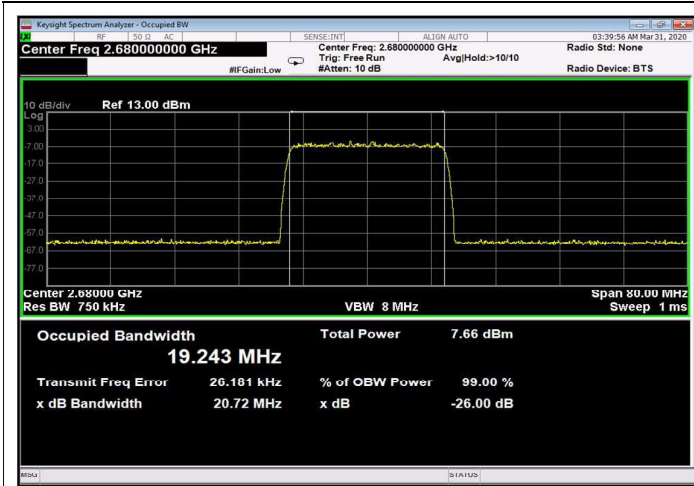 Keysight Spectrum Analyzer - Occupied BW
RF 50 Ω AC SENSE:INT ALIGN AUTO 03:39:56 AM Mar 31, 2020
Center Freq 2.680000000 GHz Center Freq: 2.680000000 GHz Radio Std: None
Trig: Free Run Avg|Hold:>10/10
#IFGain:Low #Atten: 10 dB Radio Device: BTS
10 dB/div Ref 13.00 dBm
Log
3.00
-7.00
-17.0
-27.0
-37.0
-47.0
-57.0
-67.0
-77.0
Center 2.68000 GHz Span 80.00 MHz
Res BW 750 kHz VBW 8 MHz Sweep 1 ms
Occupied Bandwidth Total Power 7.66 dBm
19.243 MHz
Transmit Freq Error 26.181 kHz % of OBW Power 99.00 %
x dB Bandwidth 20.72 MHz x dB -26.00 dB
MSG STATUS